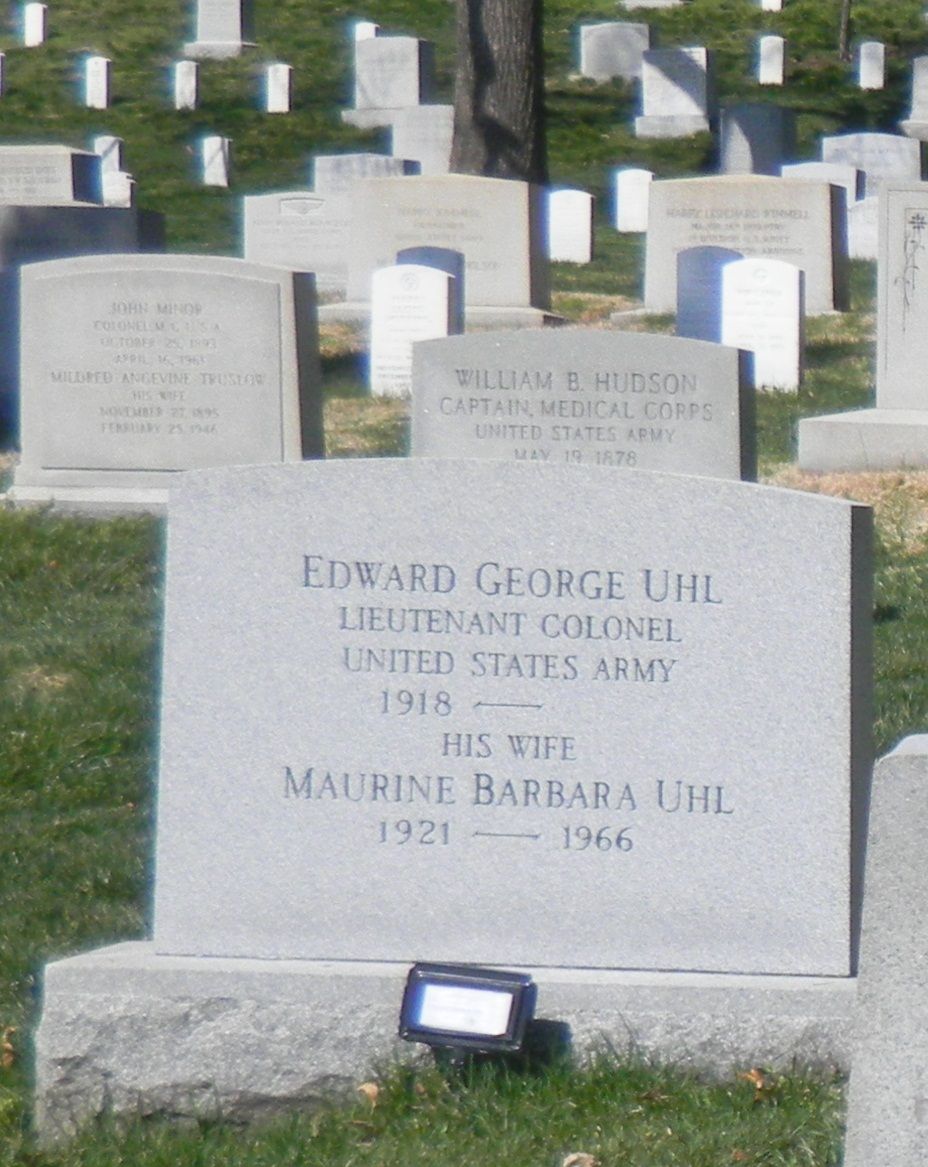 JOHN MINOR
COLONEL M.C. U.S.A.
OCTOBER 25, 1893
APRIL 16, 1961
MILDRED ANGEVINE TRUSLOW
HIS WIFE
NOVEMBER 27, 1895
FEBRUARY 25, 1946
WILLIAM B. HUDSON
CAPTAIN, MEDICAL CORPS
UNITED STATES ARMY
MAY 19, 1878
EDWARD GEORGE UHL
LIEUTENANT COLONEL
UNITED STATES ARMY
1918 —
HIS WIFE
MAURINE BARBARA UHL
1921 — 1966